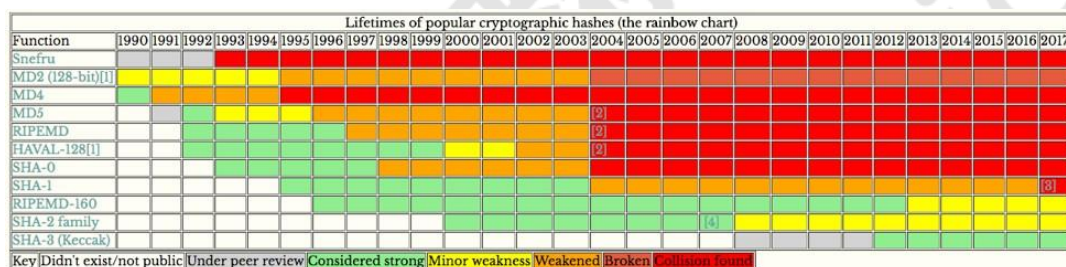 Lifetimes of popular cryptographic hashes (the rainbow chart)
Function 1990 1991 1992 1993 1994 1995 1996 1997 1998 1999 2000 2001 2002 2003 2004 2005 2006 2007 2008 2009 2010 2011 2012 2013 2014 2015 2016 2017
Snefru
MD2 (128-bit)[1]
MD4
MD5 [2]
RIPEMD [2]
HAVAL-128[1] [2]
SHA-0
SHA-1 [3]
RIPEMD-160
SHA-2 family [4]
SHA-3 (Keccak)
Key Didn't exist/not public Under peer review Considered strong Minor weakness Weakened Broken Collision found